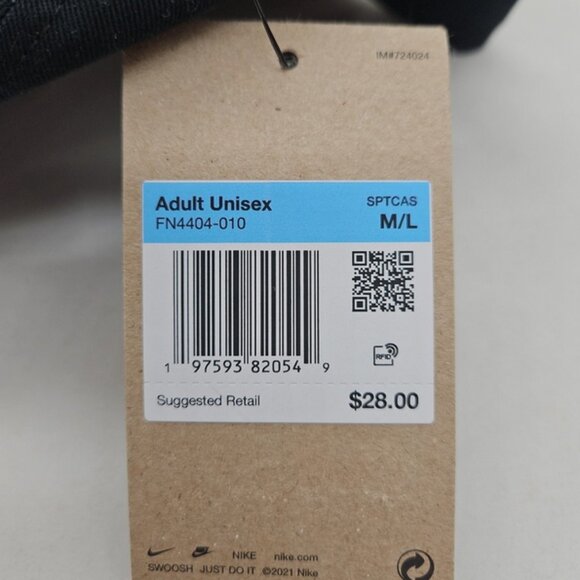 IM#724024
Adult Unisex SPTCAS
FN4404-010 M/L
RFID
1 97593 82054 9
Suggested Retail $28.00
NIKE nike.com
SWOOSH JUST DO IT ©2021 Nike